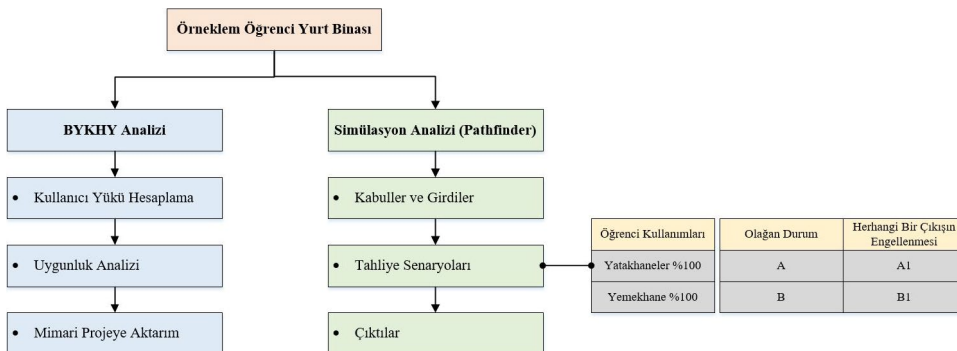 Örneklem Öğrenci Yurt Binası
BYKHY Analizi
• Kullanıcı Yükü Hesaplama
• Uygunluk Analizi
• Mimari Projeye Aktarım
Simülasyon Analizi (Pathfinder)
• Kabuller ve Girdiler
• Tahliye Senaryoları
• Çıktılar
Öğrenci Kullanımları Olağan Durum Herhangi Bir Çıkışın
Engellenmesi
Yatakhaneler %100 A A1
Yemekhane %100 B B1